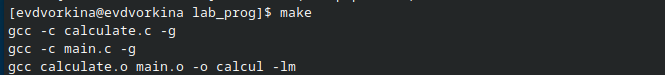 [evdvorkina@evdvorkina lab_prog]$ make
gcc -c calculate.c -g
gcc -c main.c -g
gcc calculate.o main.o -o calcul -lm